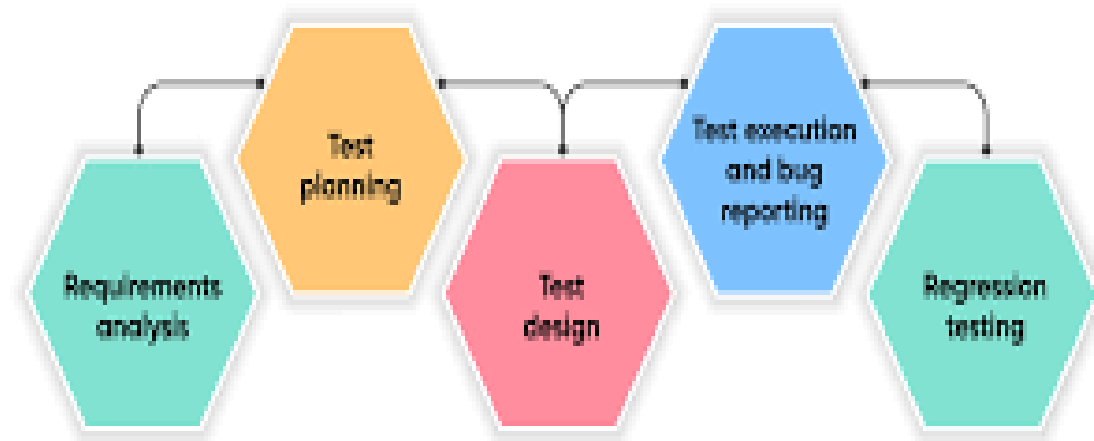 Requirements
analysis
Test
planning
Test
design
Test execution
and bug
reporting
Regression
testing